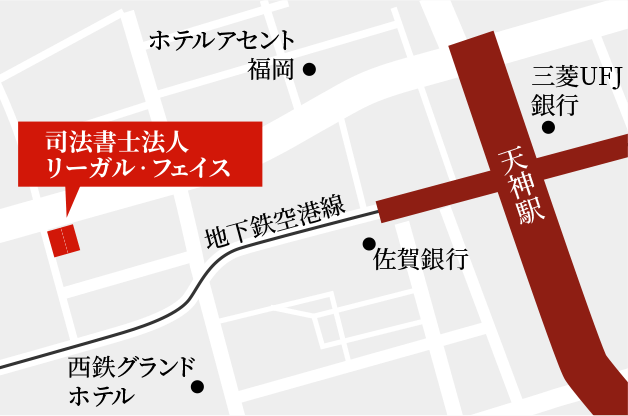 ホテルアセント
福岡
三菱UFJ
銀行
司法書士法人
リーガル・フェイス
天神駅
地下鉄空港線
佐賀銀行
西鉄グランド
ホテル